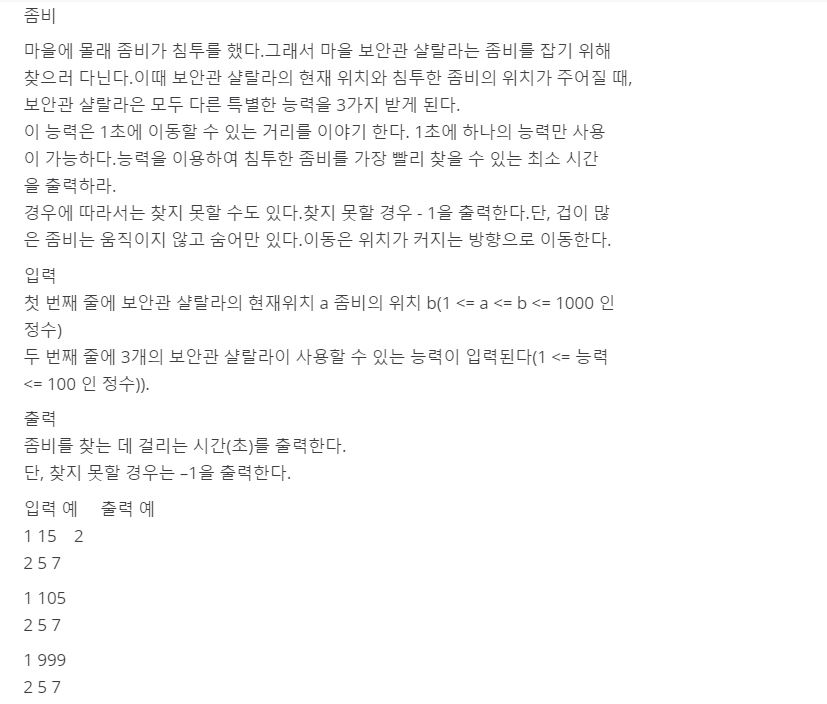 좀비
마을에 몰래 좀비가 침투를 했다.그래서 마을 보안관 샬랄라는 좀비를 잡기 위해
찾으러 다닌다.이때 보안관 샬랄라의 현재 위치와 침투한 좀비의 위치가 주어질 때,
보안관 샬랄라은 모두 다른 특별한 능력을 3가지 받게 된다.
이 능력은 1초에 이동할 수 있는 거리를 이야기 한다. 1초에 하나의 능력만 사용
이 가능하다.능력을 이용하여 침투한 좀비를 가장 빨리 찾을 수 있는 최소 시간
을 출력하라.
경우에 따라서는 찾지 못할 수도 있다.찾지 못할 경우 - 1을 출력한다.단, 겁이 많
은 좀비는 움직이지 않고 숨어만 있다.이동은 위치가 커지는 방향으로 이동한다.
입력
첫 번째 줄에 보안관 샬랄라의 현재위치 a 좀비의 위치 b(1 <= a <= b <= 1000 인
정수)
두 번째 줄에 3개의 보안관 샬랄라이 사용할 수 있는 능력이 입력된다(1 <= 능력
<= 100 인 정수)).
출력
좀비를 찾는 데 걸리는 시간(초)를 출력한다.
단, 찾지 못할 경우는 –1을 출력한다.
입력 예 출력 예
1 15 2
2 5 7
1 105
2 5 7
1 999
2 5 7